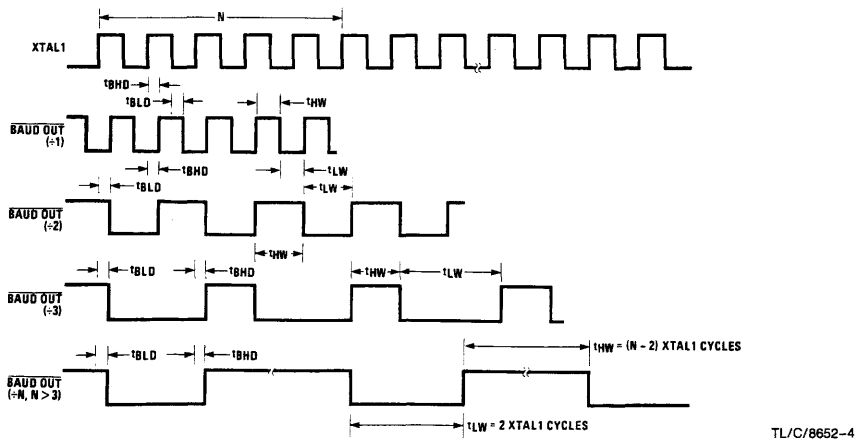 N
XTAL1
tBHD
tBLD
tHW
BAUD OUT
(÷1)
tBHD
tLW
tBLD
tLW
BAUD OUT
(÷2)
tHW
tBLD
tBHD
tHW
tLW
BAUD OUT
(÷3)
tBLD
tBHD
tHW = (N – 2) XTAL1 CYCLES
BAUD OUT
(÷N, N > 3)
tLW = 2 XTAL1 CYCLES
TL/C/8652–4